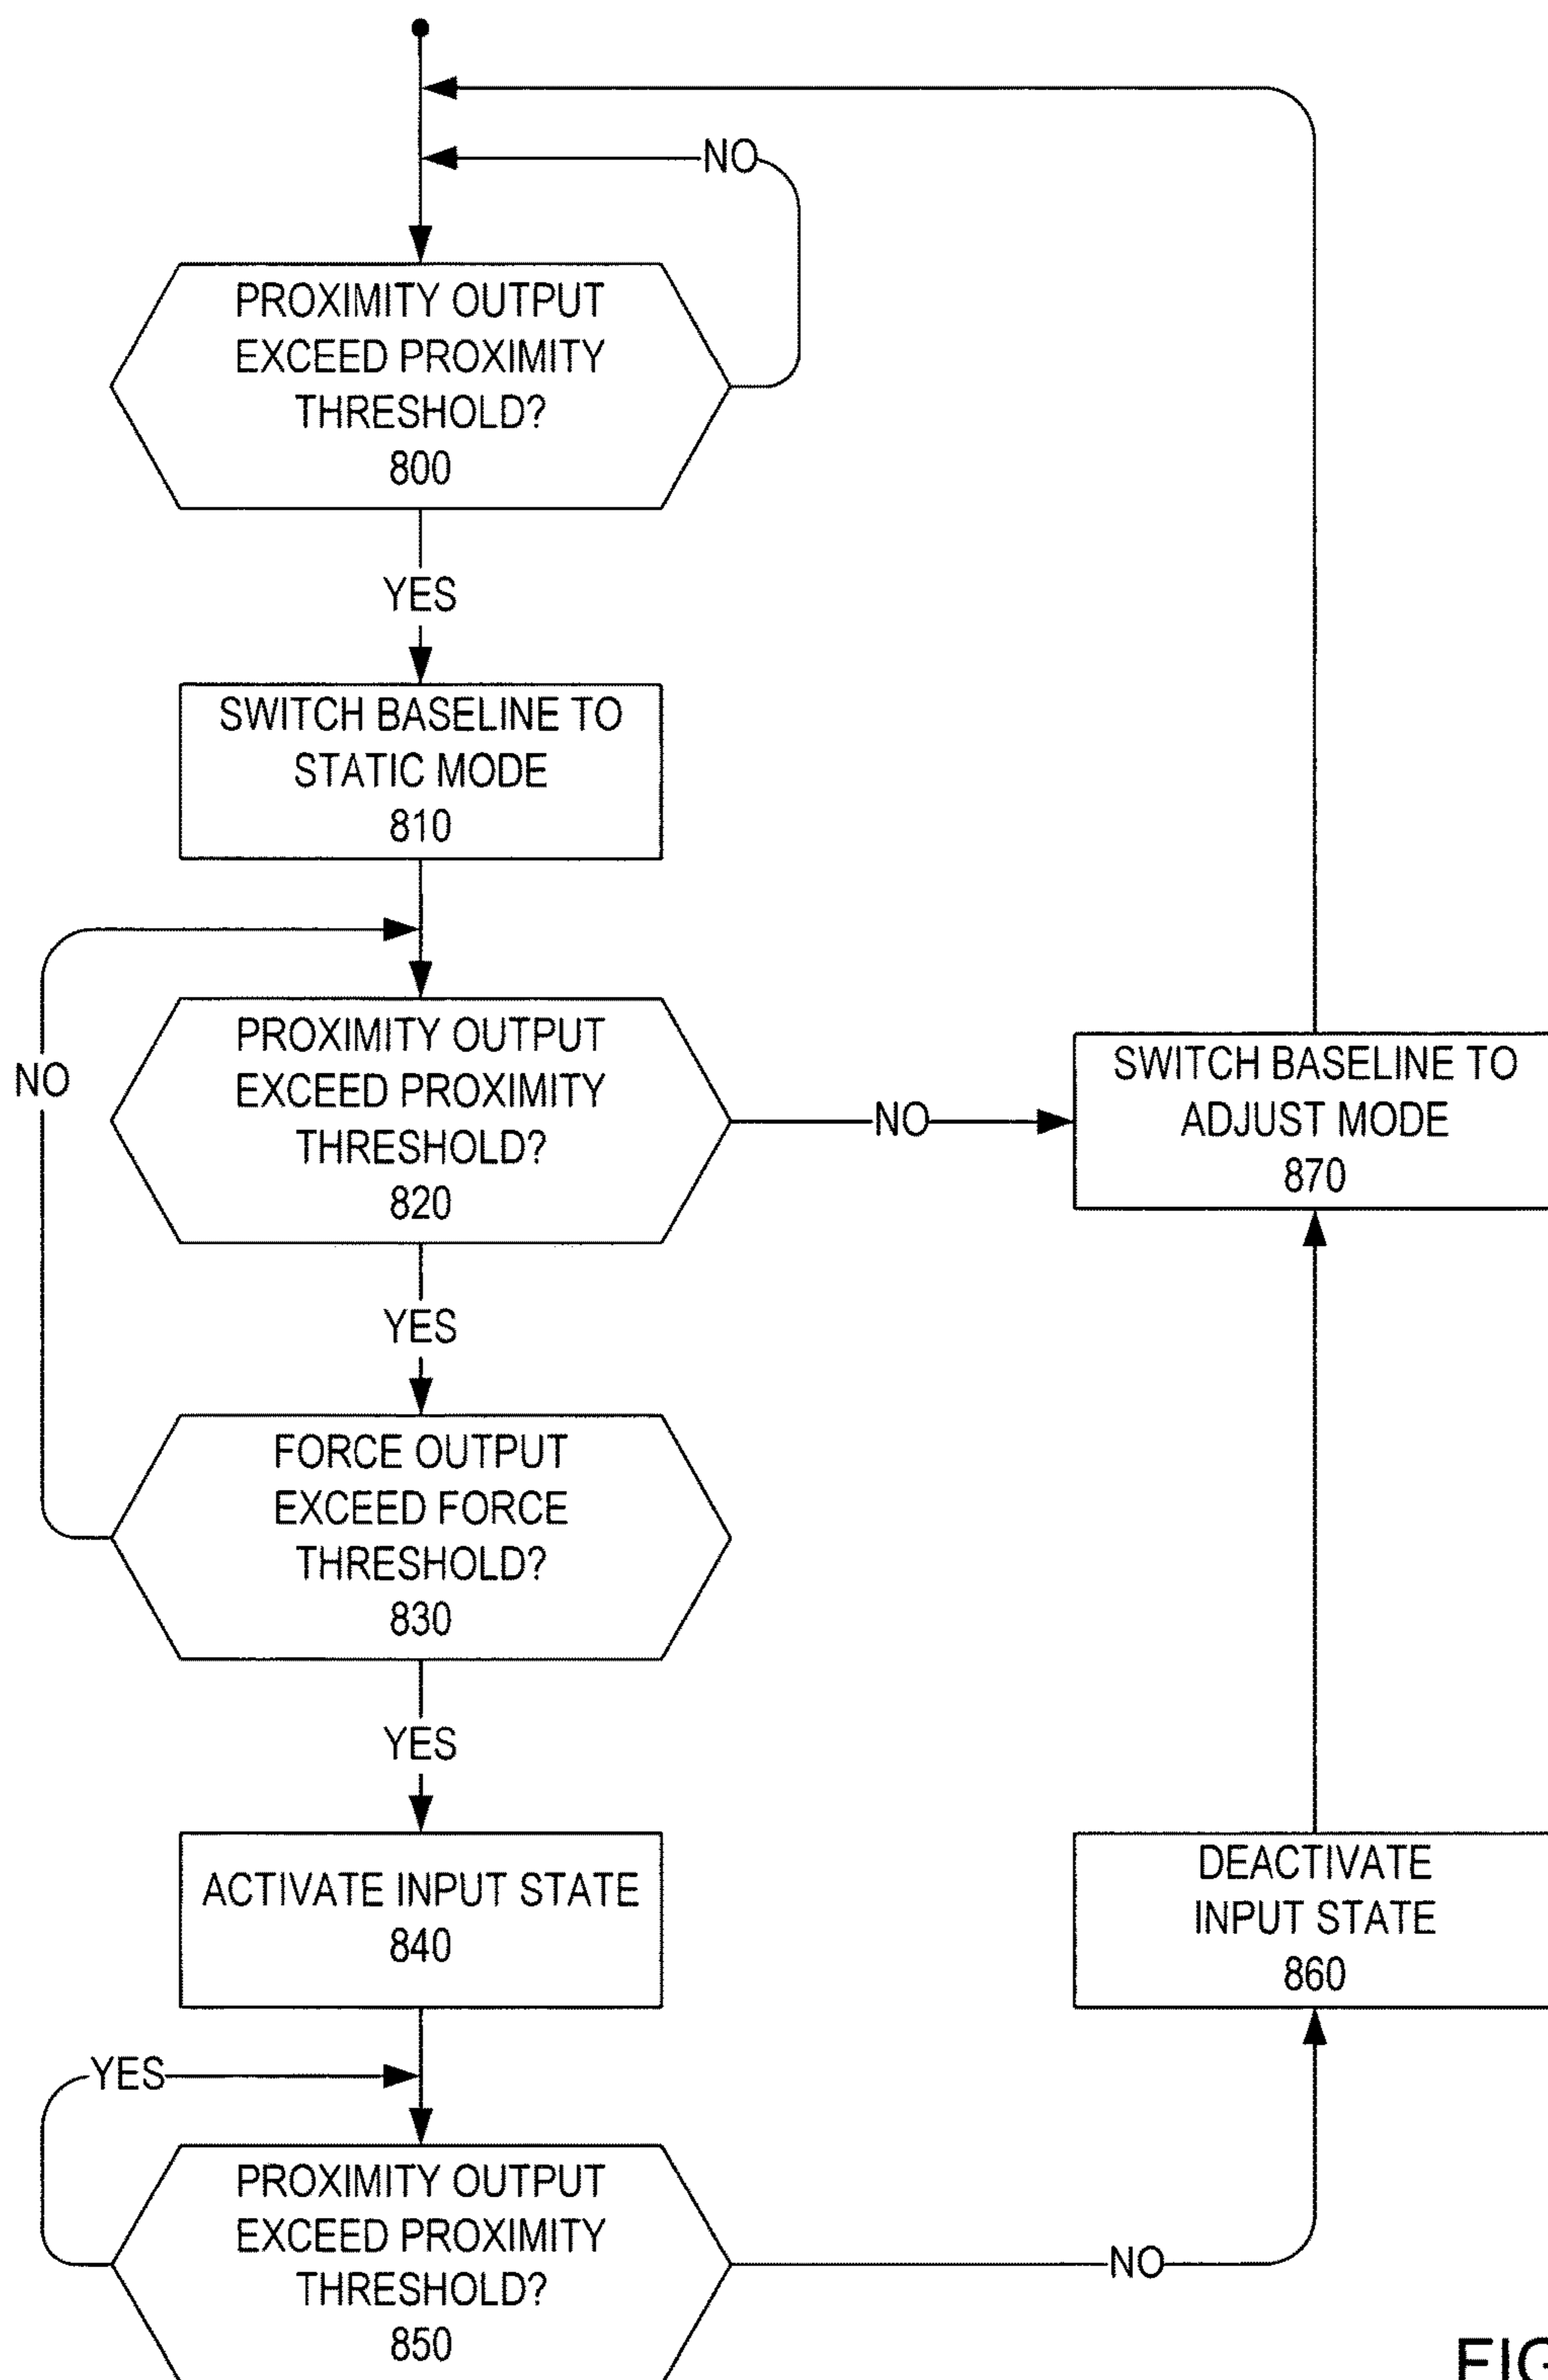 NO
PROXIMITY OUTPUT
EXCEED PROXIMITY
THRESHOLD?
800
YES
SWITCH BASELINE TO
STATIC MODE
810
NO
PROXIMITY OUTPUT
EXCEED PROXIMITY
THRESHOLD?
820
NO
SWITCH BASELINE TO
ADJUST MODE
870
YES
FORCE OUTPUT
EXCEED FORCE
THRESHOLD?
830
YES
ACTIVATE INPUT STATE
840
DEACTIVATE
INPUT STATE
860
YES
PROXIMITY OUTPUT
EXCEED PROXIMITY
THRESHOLD?
850
NO
FIG